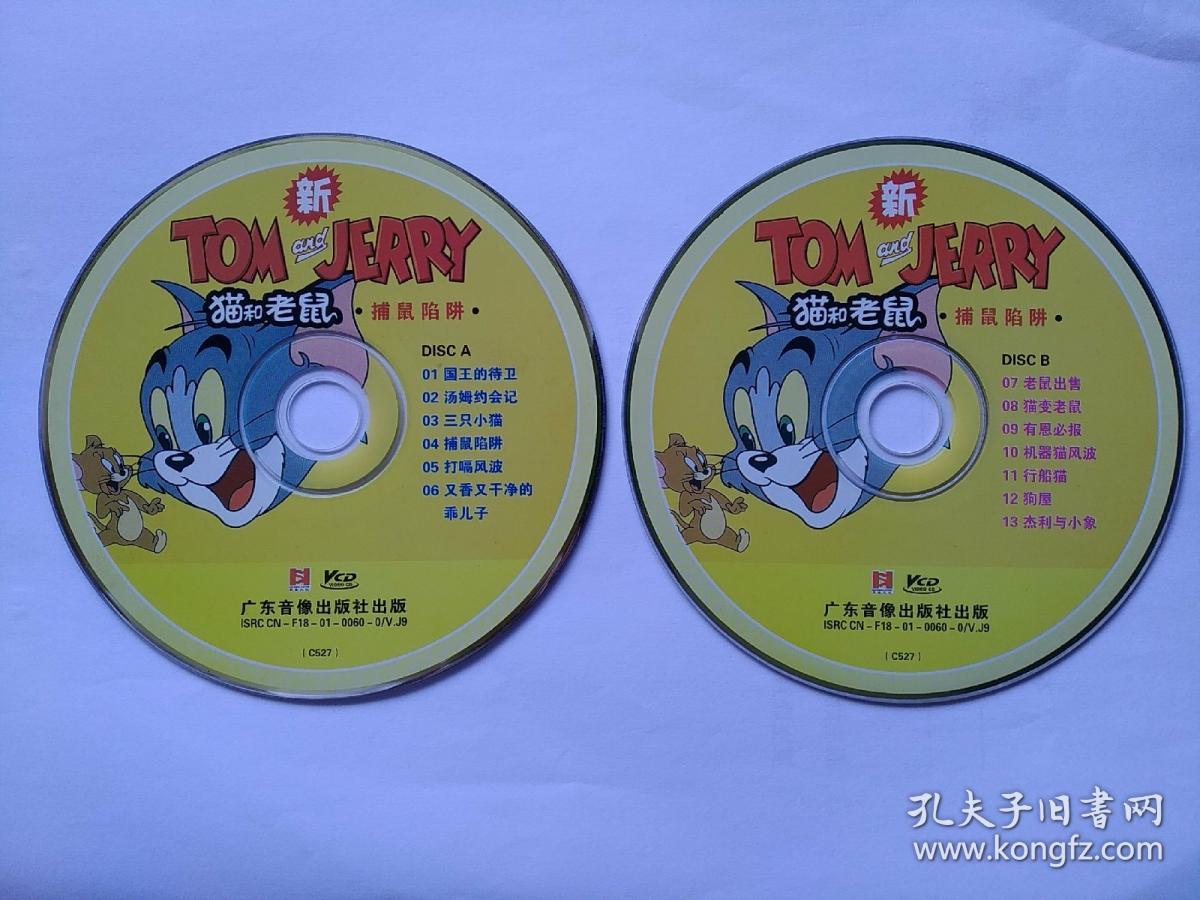 新
TOM and JERRY
猫和老鼠
·捕鼠陷阱·
DISC A
01 国王的待卫
02 汤姆约会记
03 三只小猫
04 捕鼠陷阱
05 打嗝风波
06 又香又干净的
乖儿子
VCD
VIDEO CD
广东音像出版社出版
ISRC CN-F18-01-0060-0/V.J9
(C527)
新
TOM and JERRY
猫和老鼠
·捕鼠陷阱·
DISC B
07 老鼠出售
08 猫变老鼠
09 有恩必报
10 机器猫风波
11 行船猫
12 狗屋
13 杰利与小象
VCD
VIDEO CD
广东音像出版社出版
ISRC CN-F18-01-0060-0/V.J9
(C527)
孔夫子旧书网
www.kongfz.com